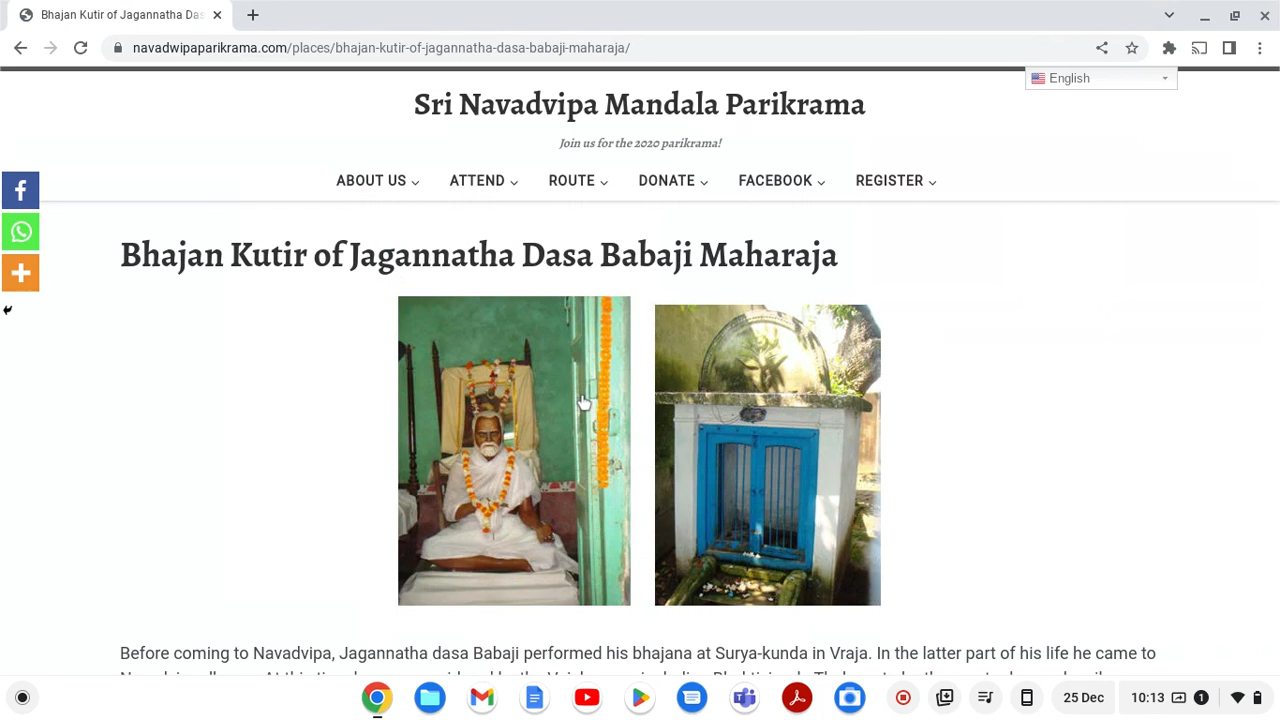 Bhajan Kutir of Jagannatha Das
navadwipaparikrama.com/places/bhajan-kutir-of-jagannatha-dasa-babaji-maharaja/
English
Sri Navadvipa Mandala Parikrama
Join us for the 2020 parikrama!
ABOUT US ATTEND ROUTE DONATE FACEBOOK REGISTER
Bhajan Kutir of Jagannatha Dasa Babaji Maharaja
Before coming to Navadvipa, Jagannatha dasa Babaji performed his bhajana at Surya-kunda in Vraja. In the latter part of his life he came to
25 Dec 10:13 1